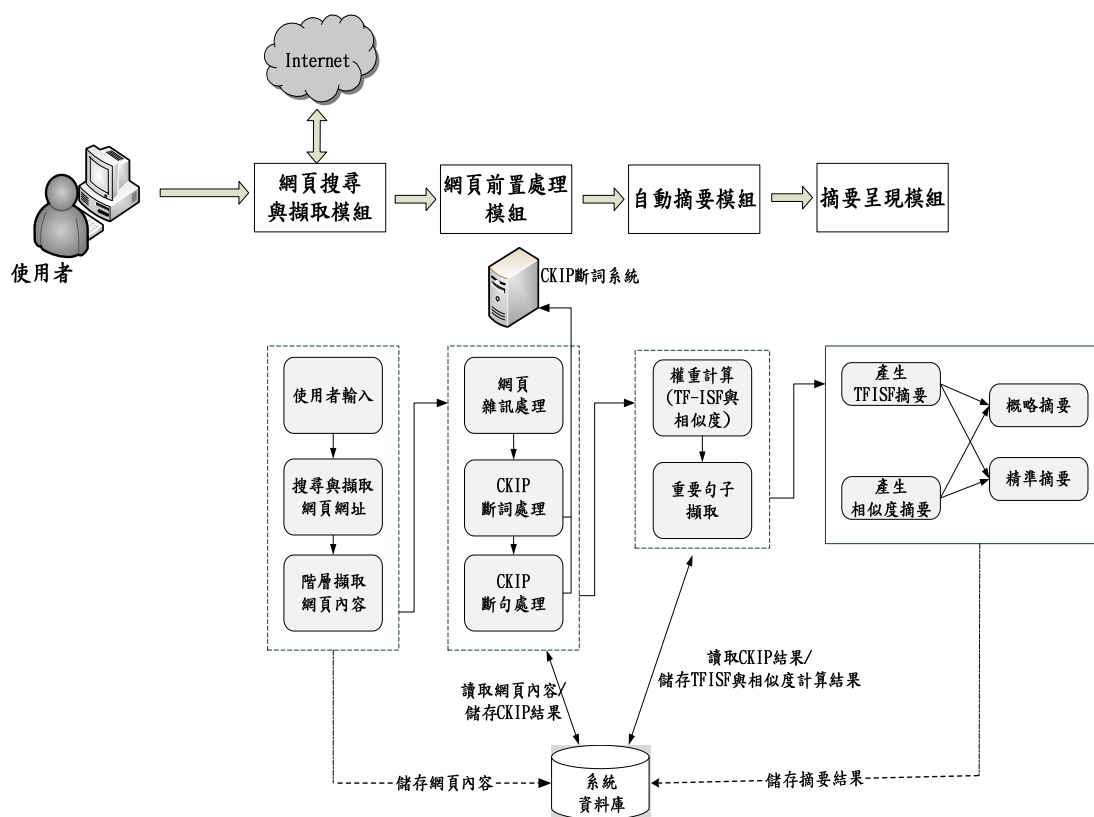 Internet
網頁搜尋
與擷取模組
網頁前置處理
模組
自動摘要模組
摘要呈現模組
使用者
CKIP斷詞系統
使用者輸入
搜尋與擷取
網頁網址
階層擷取
網頁內容
網頁
雜訊處理
CKIP
斷詞處理
CKIP
斷句處理
權重計算
(TF-ISF與
相似度)
重要句子
擷取
產生
TFISF摘要
產生
相似度摘要
概略摘要
精準摘要
讀取網頁內容/
儲存CKIP結果
讀取CKIP結果/
儲存TFISF與相似度計算結果
儲存網頁內容
系統
資料庫
儲存摘要結果